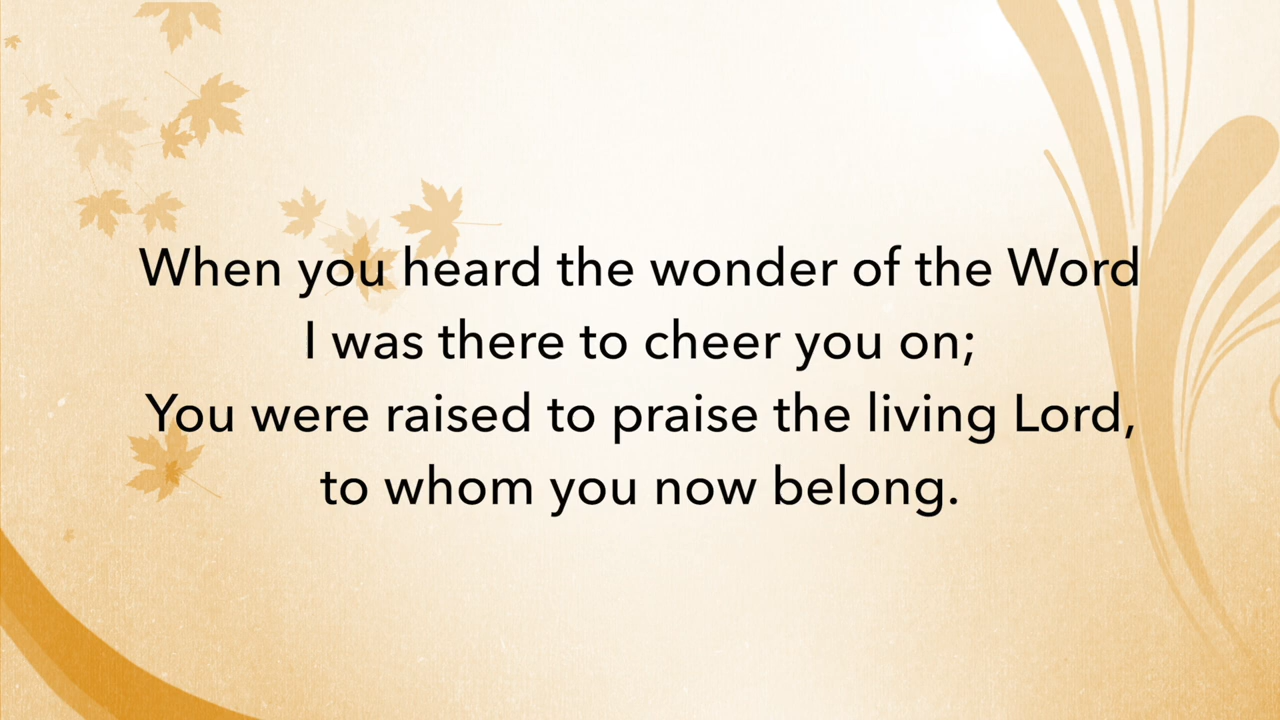 When you heard the wonder of the Word
I was there to cheer you on;
You were raised to praise the living Lord,
to whom you now belong.